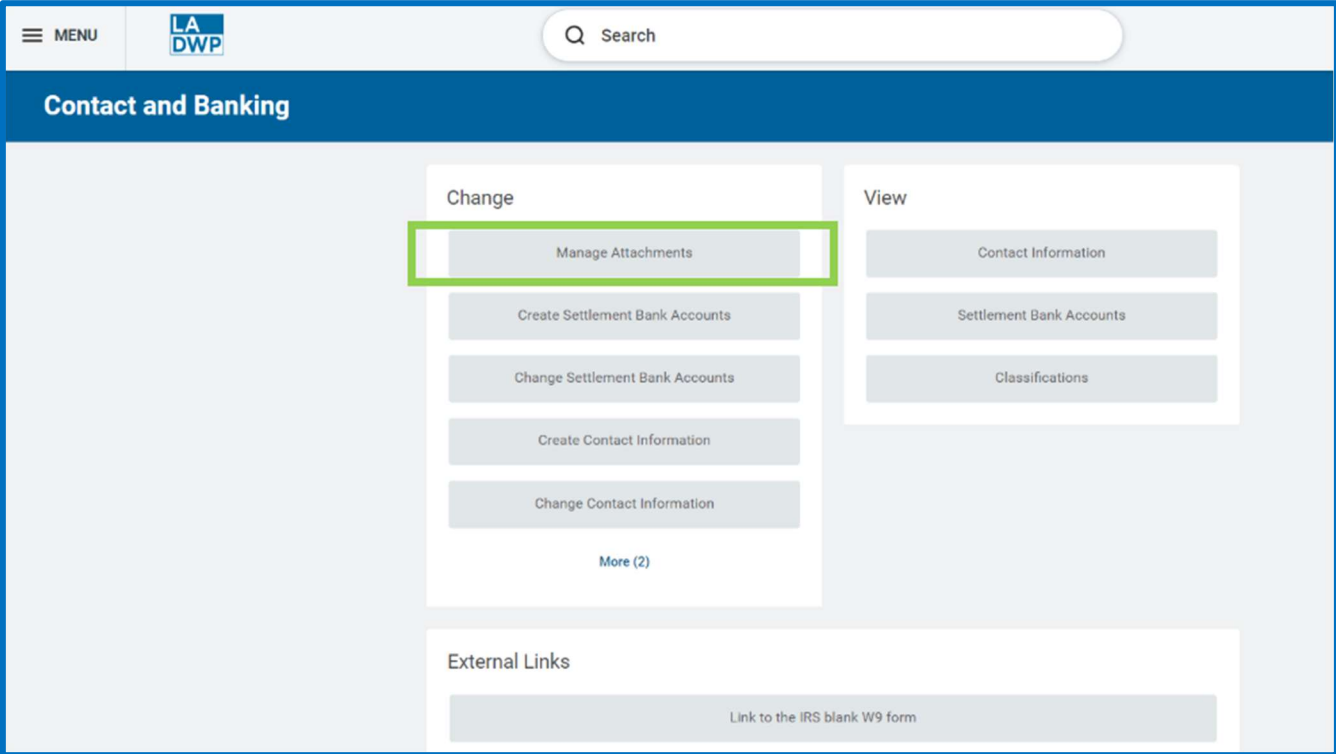 MENU
LA
DWP
Search
Contact and Banking
Change
Manage Attachments
Create Settlement Bank Accounts
Change Settlement Bank Accounts
Create Contact Information
Change Contact Information
More (2)
View
Contact Information
Settlement Bank Accounts
Classifications
External Links
Link to the IRS blank W9 form